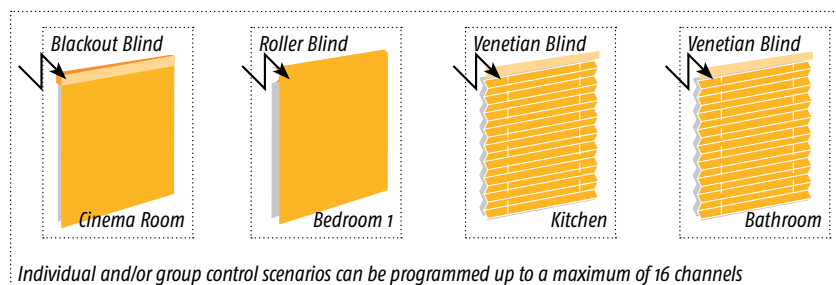 Blackout Blind
Cinema Room
Roller Blind
Bedroom 1
Venetian Blind
Kitchen
Venetian Blind
Bathroom
Individual and/or group control scenarios can be programmed up to a maximum of 16 channels